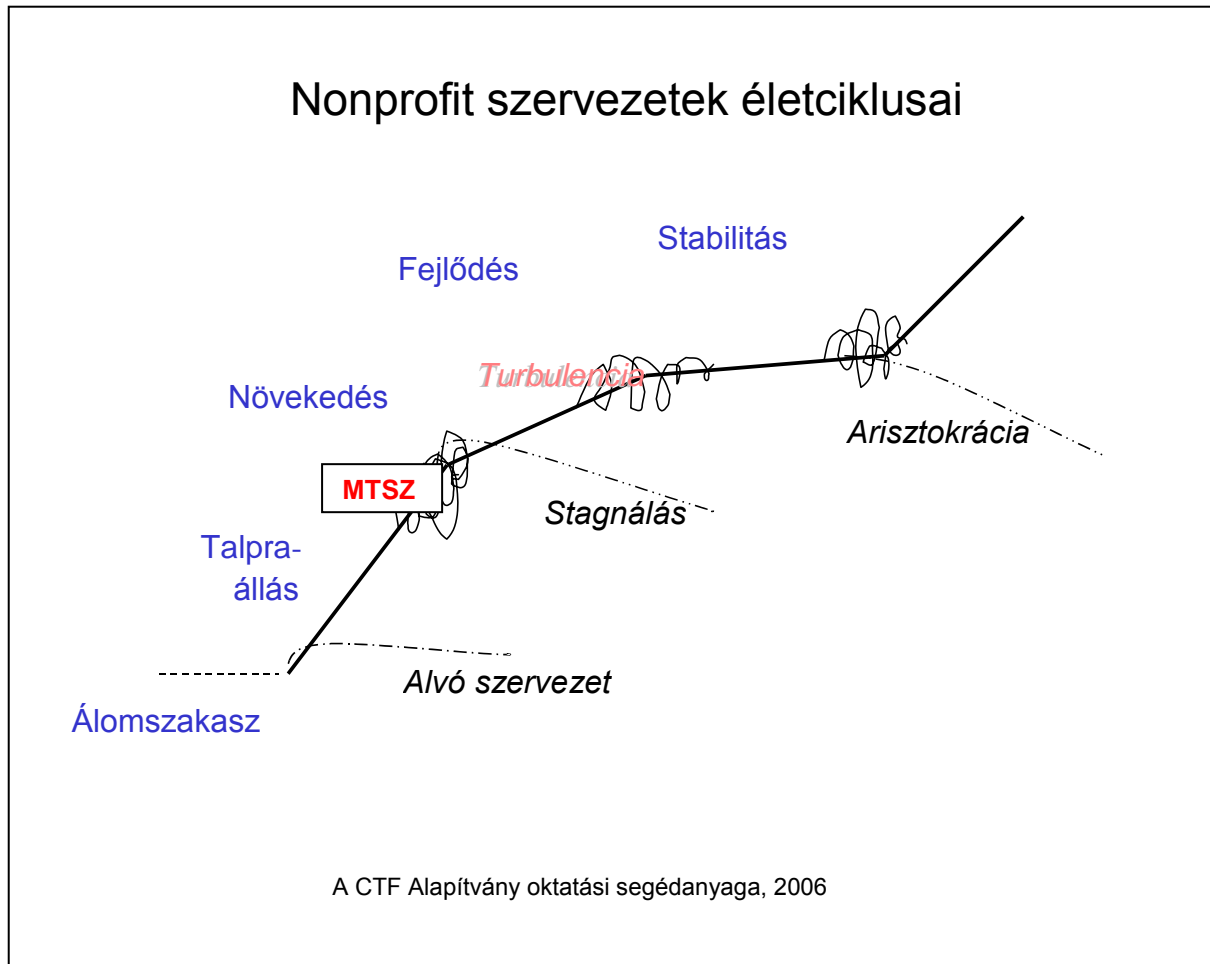 Nonprofit szervezetek életciklusai
Stabilitás
Fejlődés
Turbulencia
Növekedés
Arisztokrácia
MTSZ
Stagnálás
Talpra-
állás
Alvó szervezet
Álomszakasz
A CTF Alapítvány oktatási segédanyaga, 2006